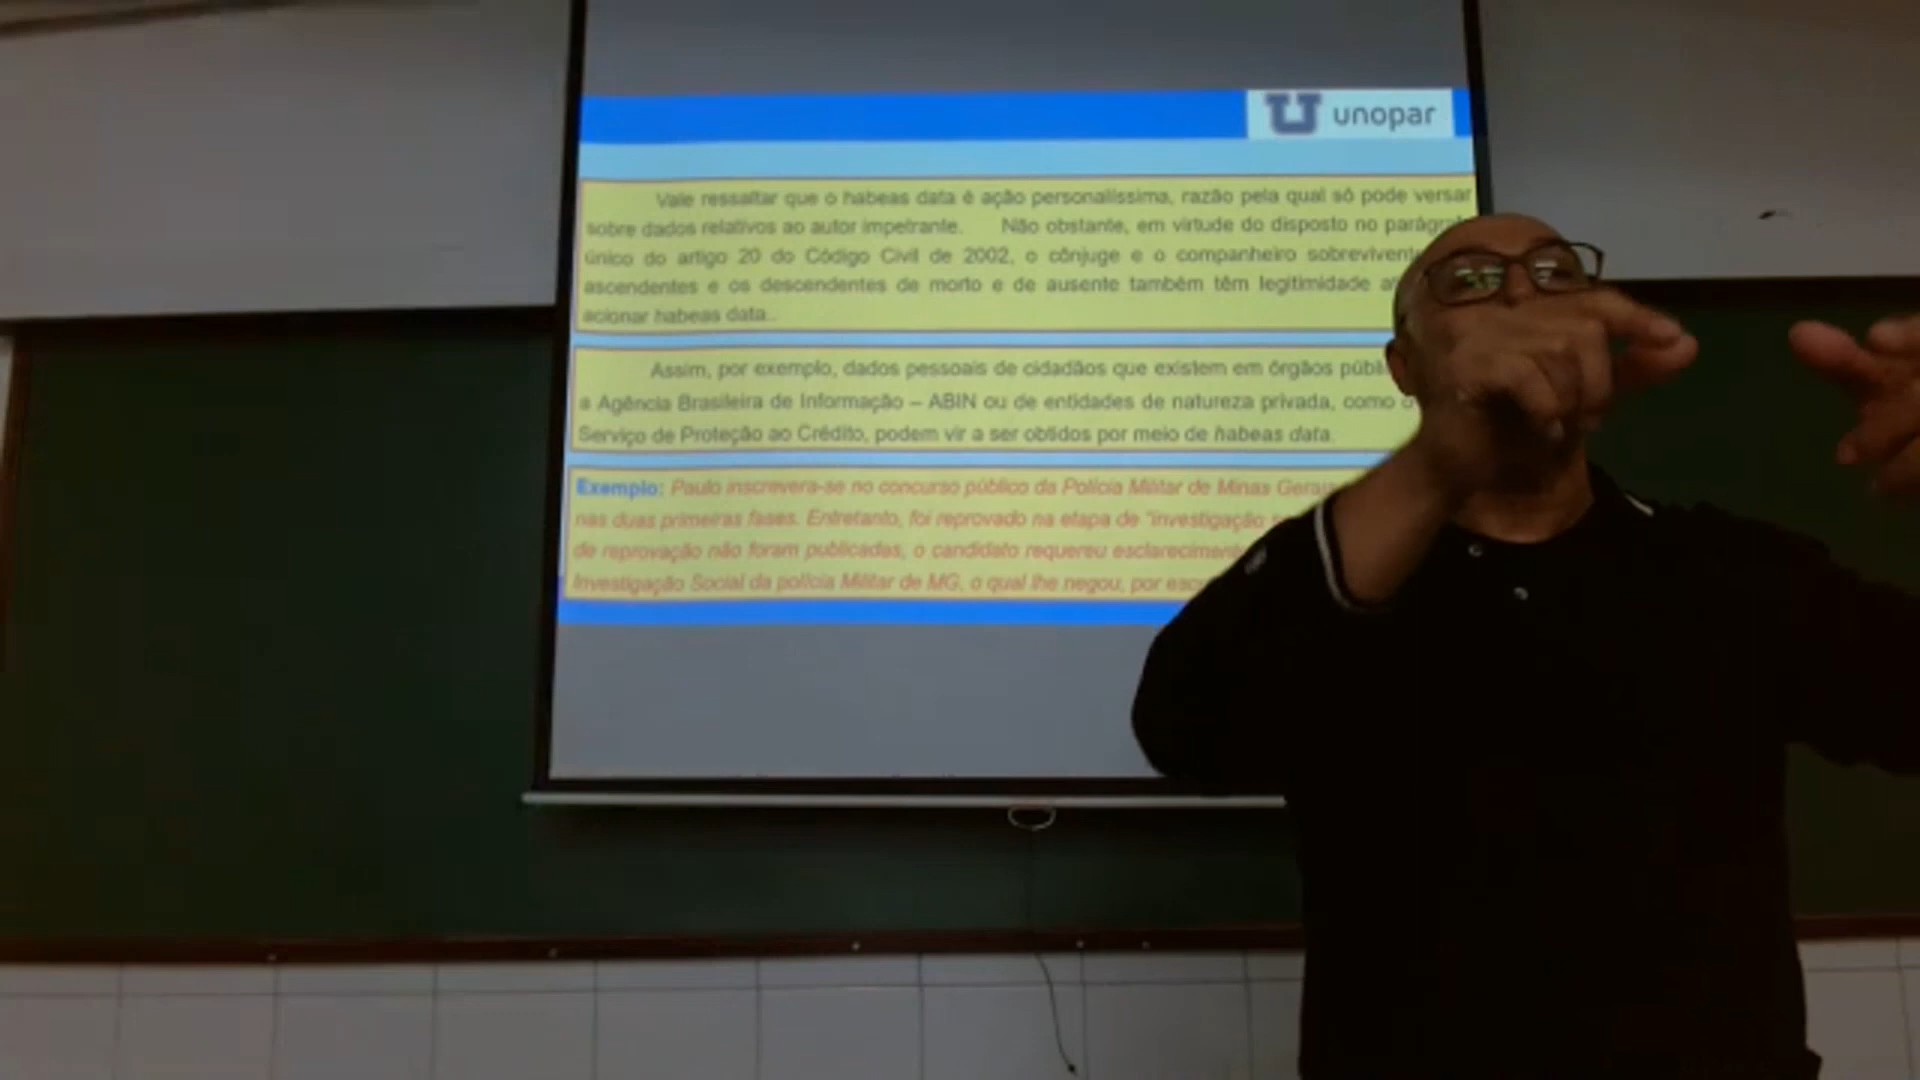 unopar
Vale ressaltar que o habeas data é ação personalíssima, razão pela qual só pode versar
sobre dados relativos ao autor impetrante. Não obstante, em virtude do disposto no
único do artigo 20 do Código Civil de 2002, o cônjuge e o companheiro
ascendentes e os descendentes de morto e de ausente também têm legitimidade
acionar habeas data..
Assim, por exemplo, dados pessoais de cidadãos que existem em órgãos
a Agência Brasileira de Informação – ABIN ou de entidades de natureza privada, como o
Serviço de Proteção ao Crédito, podem vir a ser obtidos por meio de habeas data.
Exemplo: Paulo inscrevera-se no concurso público da Polícia Militar de Minas
nas duas primeiras fases. Entretanto, foi reprovado na etapa de "investigação
de reprovação não foram publicadas, o candidato requereu
Investigação Social da polícia Militar de MG, o qual lhe negou, por